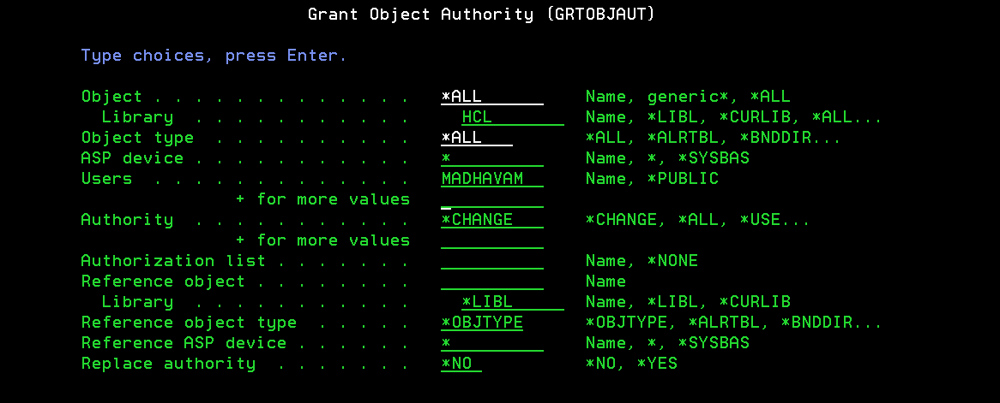 Grant Object Authority (GRTOBJAUT)
Type choices, press Enter.
Object . . . . . . . . . . . . . *ALL Name, generic*, *ALL
Library . . . . . . . . . . . HCL Name, *LIBL, *CURLIB, *ALL...
Object type . . . . . . . . . . *ALL *ALL, *ALRTBL, *BNDDIR...
ASP device . . . . . . . . . . . * Name, *, *SYSBAS
Users . . . . . . . . . . . . . MADHAVAM Name, *PUBLIC
+ for more values
Authority . . . . . . . . . . . *CHANGE *CHANGE, *ALL, *USE...
+ for more values
Authorization list . . . . . . . Name, *NONE
Reference object . . . . . . . . Name
Library . . . . . . . . . . . *LIBL Name, *LIBL, *CURLIB
Reference object type . . . . . *OBJTYPE *OBJTYPE, *ALRTBL, *BNDDIR...
Reference ASP device . . . . . . * Name, *, *SYSBAS
Replace authority . . . . . . . *NO *NO, *YES